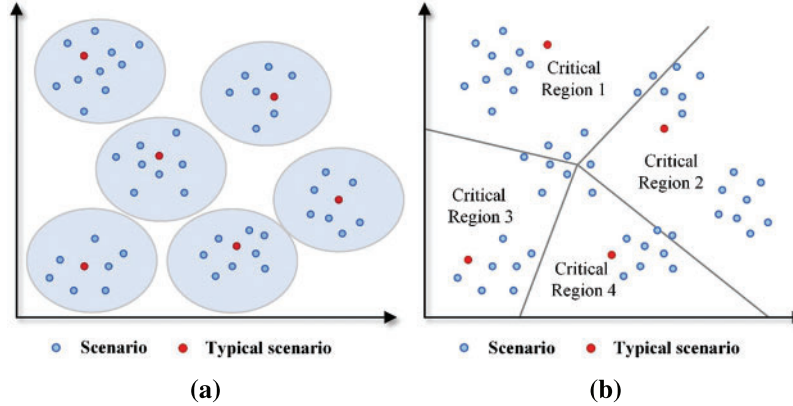 Critical
Region 1
Critical
Region 2
Critical
Region 3
Critical
Region 4
Scenario Typical scenario
Scenario Typical scenario
(a)
(b)